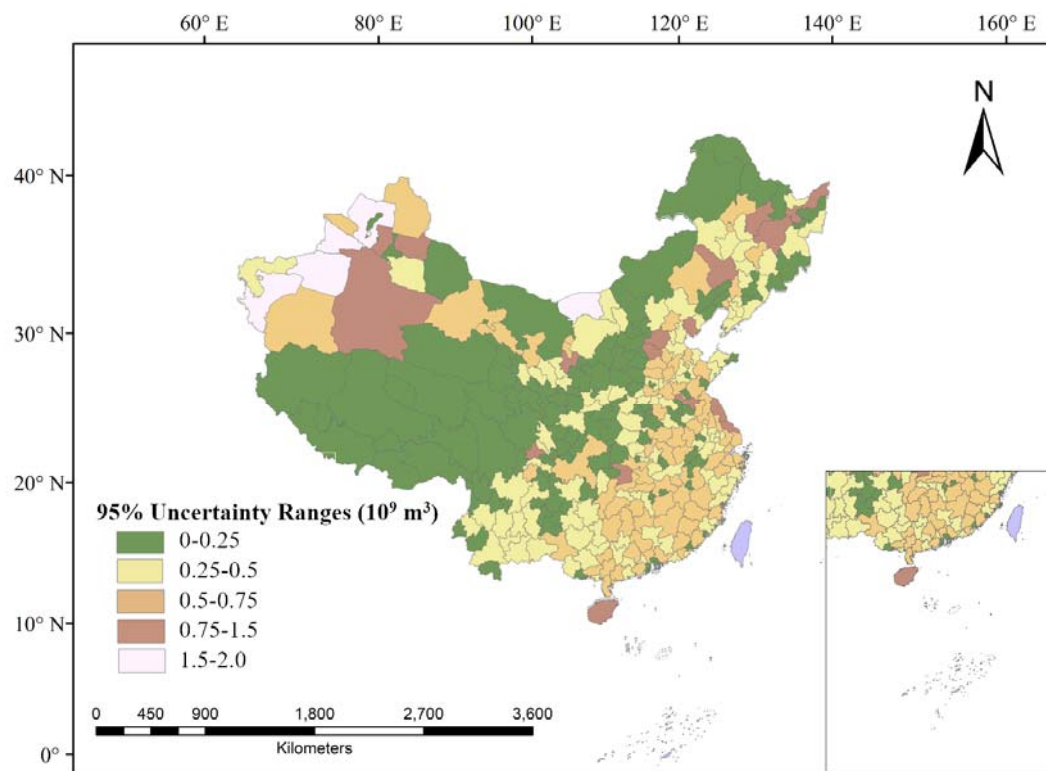 60° E 80° E 100° E 120° E 140° E 160° E
N
40° N
30° N
20° N
95% Uncertainty Ranges (10⁹ m³)
0-0.25
0.25-0.5
0.5-0.75
0.75-1.5
1.5-2.0
10° N
0 450 900 1,800 2,700 3,600
Kilometers
0°